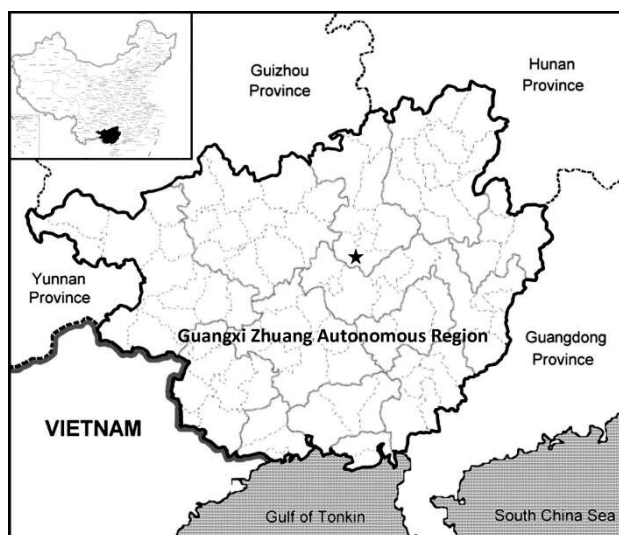 Guizhou
Province
Hunan
Province
Yunnan
Province
Guangxi Zhuang Autonomous Region
Guangdong
Province
VIETNAM
Gulf of Tonkin
South China Sea